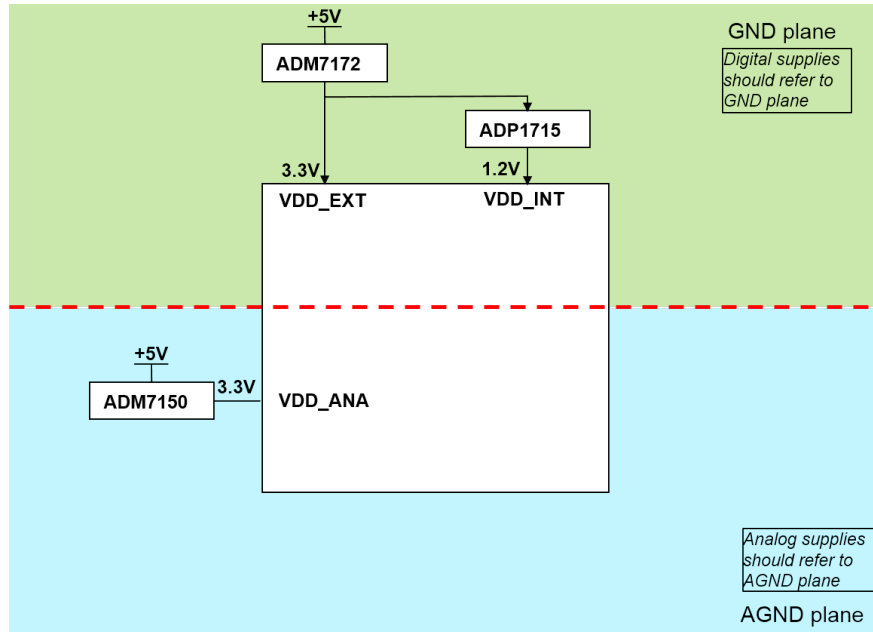 +5V
GND plane
ADM7172
Digital supplies
should refer to
GND plane
ADP1715
3.3V
1.2V
VDD_EXT
VDD_INT
+5V
3.3V
ADM7150
VDD_ANA
Analog supplies
should refer to
AGND plane
AGND plane